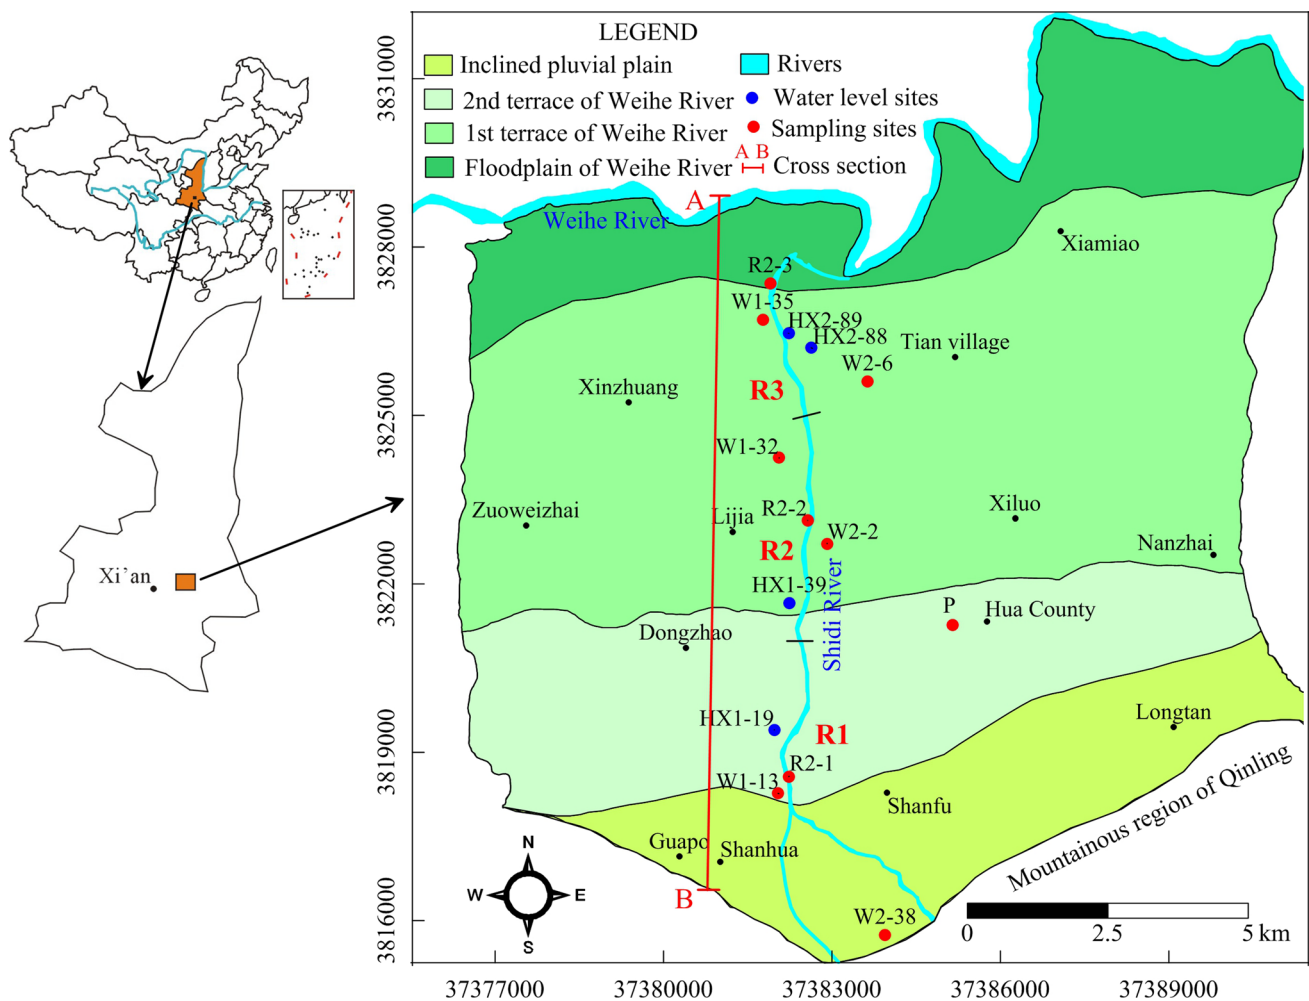 LEGEND
Inclined pluvial plain
Rivers
2nd terrace of Weihe River
Water level sites
1st terrace of Weihe River
Sampling sites
Floodplain of Weihe River
A B
Cross section
3831000
3828000
3825000
3822000
3819000
3816000
A
Weihe River
Xiamiao
R2-3
W1-35
HX2-89
HX2-88
Tian village
W2-6
Xinzhuang
R3
W1-32
Zuoweizhai
Lijia
R2-2
Xiluo
W2-2
R2
Nanzhai
Xi’an
HX1-39
Shidi River
P
Hua County
Dongzhao
HX1-19
R1
Longtan
R2-1
W1-13
Shanfu
Mountainous region of Qinling
Guapo
Shanhua
B
N
W
E
S
W2-38
0
2.5
5 km
37377000
37380000
37383000
37386000
37389000